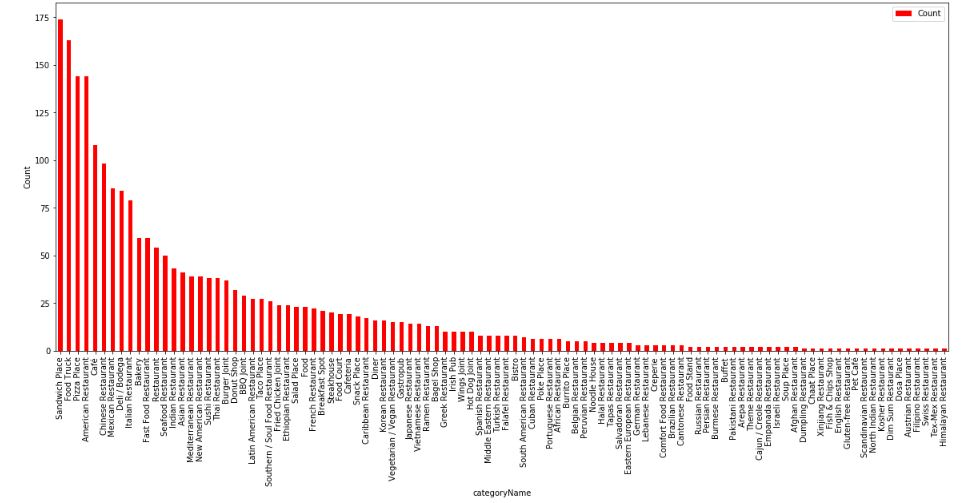 175
150
125
100
75
50
25
0
Count
Count
Sandwich Place
Food Truck
Pizza Place
American Restaurant
Café
Chinese Restaurant
Mexican Restaurant
Deli / Bodega
Italian Restaurant
Bakery
Fast Food Restaurant
Restaurant
Seafood Restaurant
Indian Restaurant
Asian Restaurant
Mediterranean Restaurant
New American Restaurant
Sushi Restaurant
Thai Restaurant
Burger Joint
Donut Shop
BBQ Joint
Latin American Restaurant
Taco Place
Southern / Soul Food Restaurant
Fried Chicken Joint
Ethiopian Restaurant
Salad Place
Food
French Restaurant
Breakfast Spot
Steakhouse
Food Court
Cafeteria
Snack Place
Caribbean Restaurant
Diner
Korean Restaurant
Vegetarian / Vegan Restaurant
Gastropub
Japanese Restaurant
Vietnamese Restaurant
Ramen Restaurant
Bagel Shop
Greek Restaurant
Irish Pub
Wings Joint
Hot Dog Joint
Spanish Restaurant
Middle Eastern Restaurant
Turkish Restaurant
Falafel Restaurant
Bistro
South American Restaurant
Cuban Restaurant
Poke Place
Portuguese Restaurant
African Restaurant
Burrito Place
Belgian Restaurant
Peruvian Restaurant
Noodle House
Halal Restaurant
Tapas Restaurant
Salvadoran Restaurant
Eastern European Restaurant
German Restaurant
Lebanese Restaurant
Creperie
Comfort Food Restaurant
Brazilian Restaurant
Cantonese Restaurant
Food Stand
Russian Restaurant
Persian Restaurant
Burmese Restaurant
Buffet
Pakistani Restaurant
Arepa Restaurant
Theme Restaurant
Cajun / Creole Restaurant
Empanada Restaurant
Israeli Restaurant
Soup Place
Afghan Restaurant
Dumpling Restaurant
Chaat Place
Xinjiang Restaurant
Fish & Chips Shop
English Restaurant
Gluten-free Restaurant
Pet Café
Scandinavian Restaurant
North Indian Restaurant
Kosher Restaurant
Dim Sum Restaurant
Dosa Place
Austrian Restaurant
Filipino Restaurant
Swiss Restaurant
Tex-Mex Restaurant
Himalayan Restaurant
categoryName